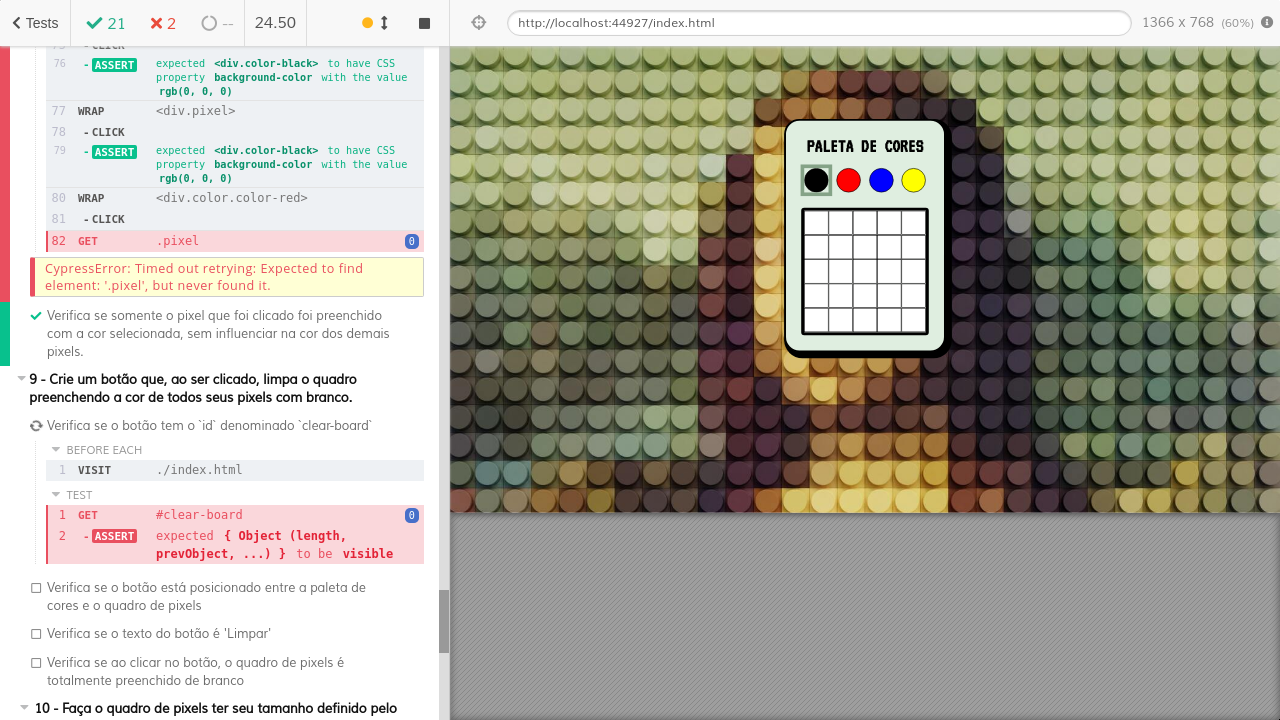 Tests
21
2
--
24.50
http://localhost:44927/index.html
1366 x 768 (60%)
- CLICK
76 - ASSERT expected <div.color-black> to have CSS
property background-color with the value
rgb(0, 0, 0)
77 WRAP <div.pixel>
78 - CLICK
79 - ASSERT expected <div.color-black> to have CSS
property background-color with the value
rgb(0, 0, 0)
80 WRAP <div.color.color-red>
81 - CLICK
82 GET .pixel 0
CypressError: Timed out retrying: Expected to find
element: '.pixel', but never found it.
Verifica se somente o pixel que foi clicado foi preenchido
com a cor selecionada, sem influenciar na cor dos demais
pixels.
9 - Crie um botão que, ao ser clicado, limpa o quadro
preenchendo a cor de todos seus pixels com branco.
Verifica se o botão tem o `id` denominado `clear-board`
BEFORE EACH
1 VISIT ./index.html
TEST
1 GET #clear-board 0
2 - ASSERT expected { Object (length,
prevObject, ...) } to be visible
Verifica se o botão está posicionado entre a paleta de
cores e o quadro de pixels
Verifica se o texto do botão é 'Limpar'
Verifica se ao clicar no botão, o quadro de pixels é
totalmente preenchido de branco
10 - Faça o quadro de pixels ter seu tamanho definido pelo
PALETA DE CORES